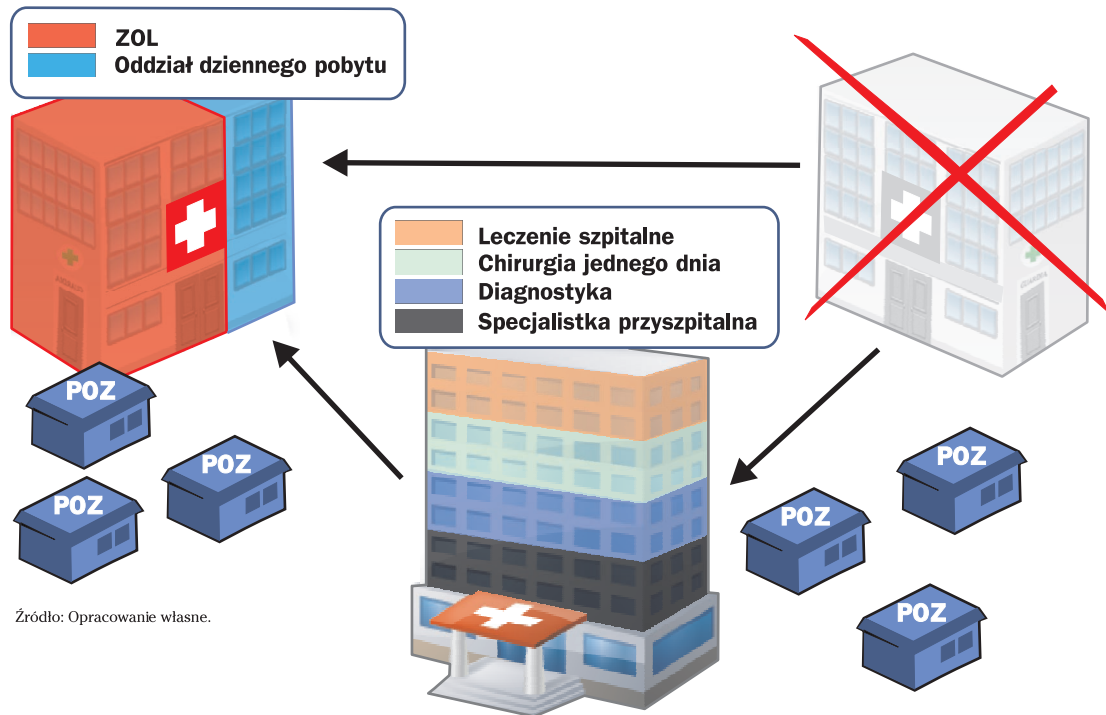 ZOL
Oddział dziennego pobytu
Leczenie szpitalne
Chirurgia jednego dnia
Diagnostyka
Specjalistka przyszpitalna
POZ
POZ
POZ
POZ
POZ
POZ
Źródło: Opracowanie własne.